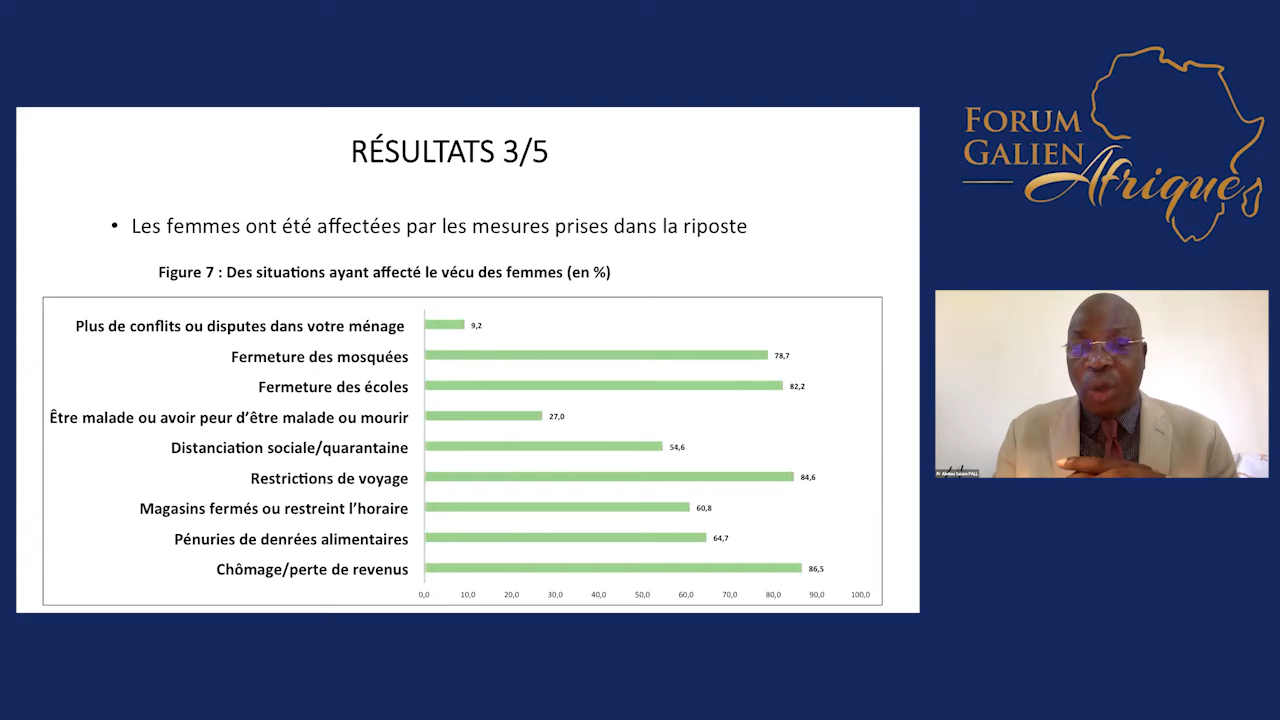 RÉSULTATS 3/5
• Les femmes ont été affectées par les mesures prises dans la riposte
Figure 7 : Des situations ayant affecté le vécu des femmes (en %)
Plus de conflits ou disputes dans votre ménage 9,2
Fermeture des mosquées 78,7
Fermeture des écoles 82,2
Être malade ou avoir peur d’être malade ou mourir 27,0
Distanciation sociale/quarantaine 54,6
Restrictions de voyage 84,6
Magasins fermés ou restreint l’horaire 60,8
Pénuries de denrées alimentaires 64,7
Chômage/perte de revenus 86,5
0,0 10,0 20,0 30,0 40,0 50,0 60,0 70,0 80,0 90,0 100,0
FORUM
GALIEN
Afrique
Pr Abdou Salam FALL